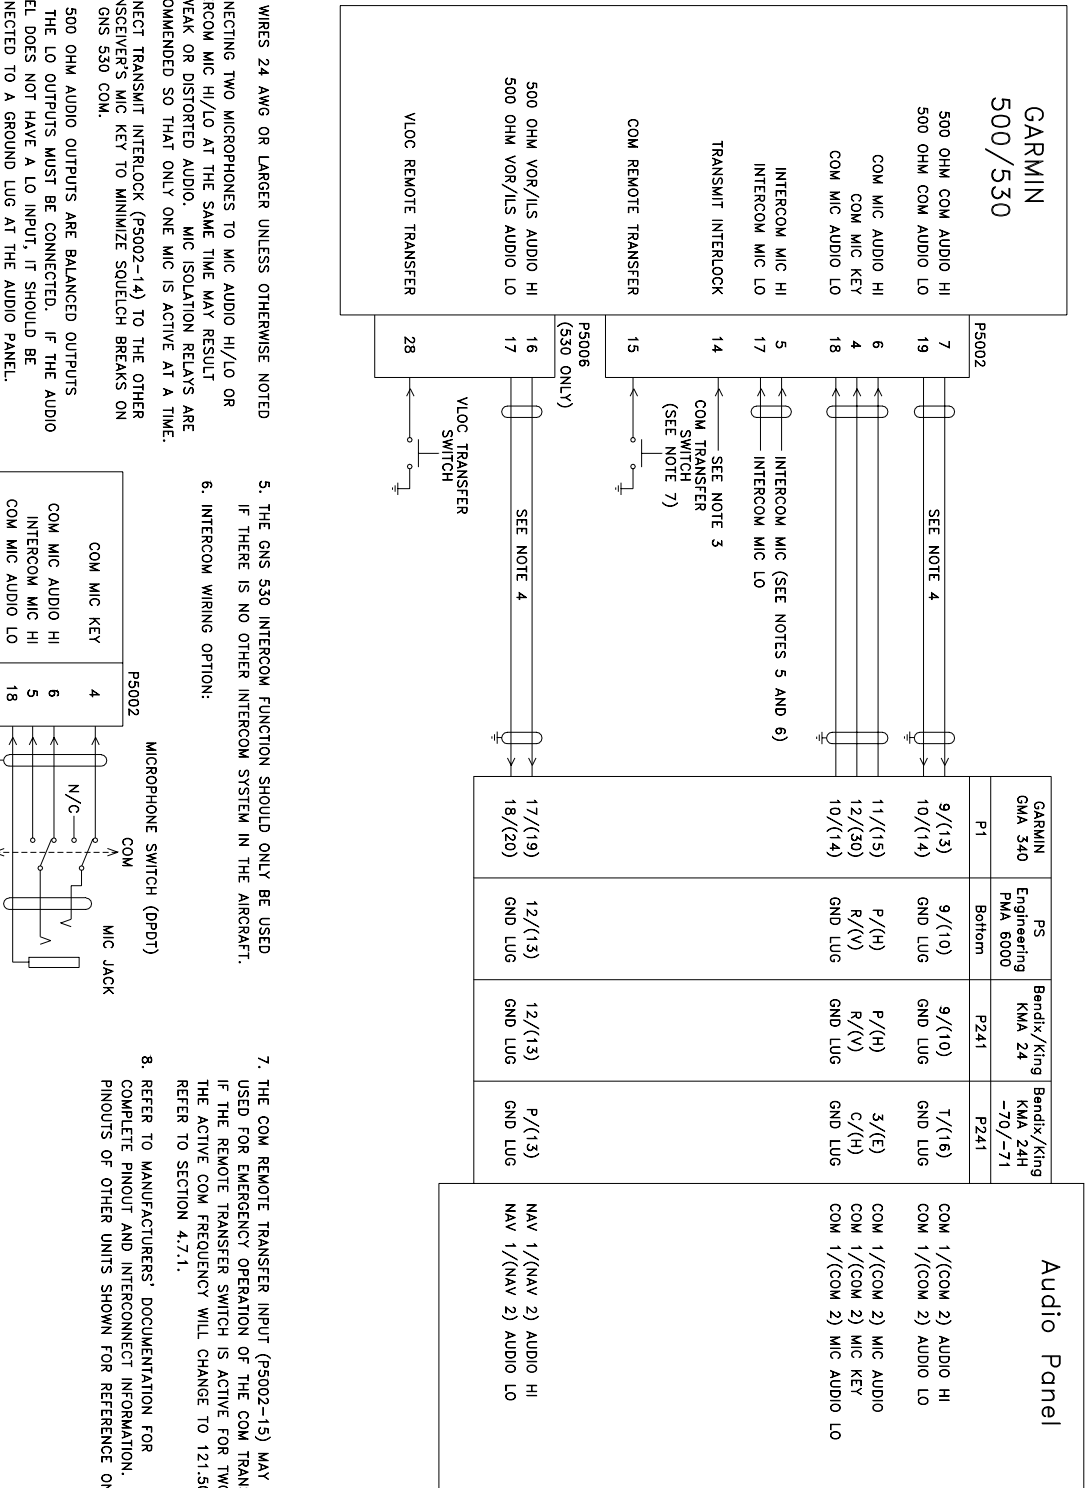 GARMIN
500/530
500 OHM COM AUDIO HI
500 OHM COM AUDIO LO
COM MIC AUDIO HI
COM MIC KEY
COM MIC AUDIO LO
INTERCOM MIC HI
INTERCOM MIC LO
TRANSMIT INTERLOCK
COM REMOTE TRANSFER
500 OHM VOR/ILS AUDIO HI
500 OHM VOR/ILS AUDIO LO
VLOC REMOTE TRANSFER
P5002
7
19
6
4
18
5
17
14
15
P5006
(530 ONLY)
16
17
28
SEE NOTE 4
INTERCOM MIC (SEE NOTES 5 AND 6)
INTERCOM MIC LO
SEE NOTE 3
COM TRANSFER
SWITCH
(SEE NOTE 7)
SEE NOTE 4
VLOC TRANSFER
SWITCH
GARMIN
GMA 340
P1
9/(13)
10/(14)
11/(15)
12/(30)
10/(14)
17/(19)
18/(20)
PS
Engineering
PMA 6000
Bottom
9/(10)
GND LUG
P/(H)
R/(V)
GND LUG
12/(13)
GND LUG
Bendix/King
KMA 24
P241
9/(10)
GND LUG
P/(H)
R/(V)
GND LUG
12/(13)
GND LUG
Bendix/King
KMA 24H
-70/-71
P241
T/(16)
GND LUG
3/(E)
C/(H)
GND LUG
P/(13)
GND LUG
Audio Panel
COM 1/(COM 2) AUDIO HI
COM 1/(COM 2) AUDIO LO
COM 1/(COM 2) MIC AUDIO
COM 1/(COM 2) MIC KEY
COM 1/(COM 2) MIC AUDIO LO
NAV 1/(NAV 2) AUDIO HI
NAV 1/(NAV 2) AUDIO LO
WIRES 24 AWG OR LARGER UNLESS OTHERWISE NOTED
NECTING TWO MICROPHONES TO MIC AUDIO HI/LO OR
RCOM MIC HI/LO AT THE SAME TIME MAY RESULT
WEAK OR DISTORTED AUDIO. MIC ISOLATION RELAYS ARE
OMMENDED SO THAT ONLY ONE MIC IS ACTIVE AT A TIME.
NECT TRANSMIT INTERLOCK (P5002-14) TO THE OTHER
NSCEIVER'S MIC KEY TO MINIMIZE SQUELCH BREAKS ON
GNS 530 COM.
500 OHM AUDIO OUTPUTS ARE BALANCED OUTPUTS
THE LO OUTPUTS MUST BE CONNECTED. IF THE AUDIO
EL DOES NOT HAVE A LO INPUT, IT SHOULD BE
NECTED TO A GROUND LUG AT THE AUDIO PANEL.
5. THE GNS 530 INTERCOM FUNCTION SHOULD ONLY BE USED
IF THERE IS NO OTHER INTERCOM SYSTEM IN THE AIRCRAFT.
6. INTERCOM WIRING OPTION:
P5002
COM MIC KEY
COM MIC AUDIO HI
INTERCOM MIC HI
COM MIC AUDIO LO
4
6
5
18
MICROPHONE SWITCH (DPDT)
COM
N/C
MIC JACK
7. THE COM REMOTE TRANSFER INPUT (P5002-15) MAY
USED FOR EMERGENCY OPERATION OF THE COM TRAN
IF THE REMOTE TRANSFER SWITCH IS ACTIVE FOR TWO
THE ACTIVE COM FREQUENCY WILL CHANGE TO 121.50
REFER TO SECTION 4.7.1.
8. REFER TO MANUFACTURERS' DOCUMENTATION FOR
COMPLETE PINOUT AND INTERCONNECT INFORMATION.
PINOUTS OF OTHER UNITS SHOWN FOR REFERENCE ON